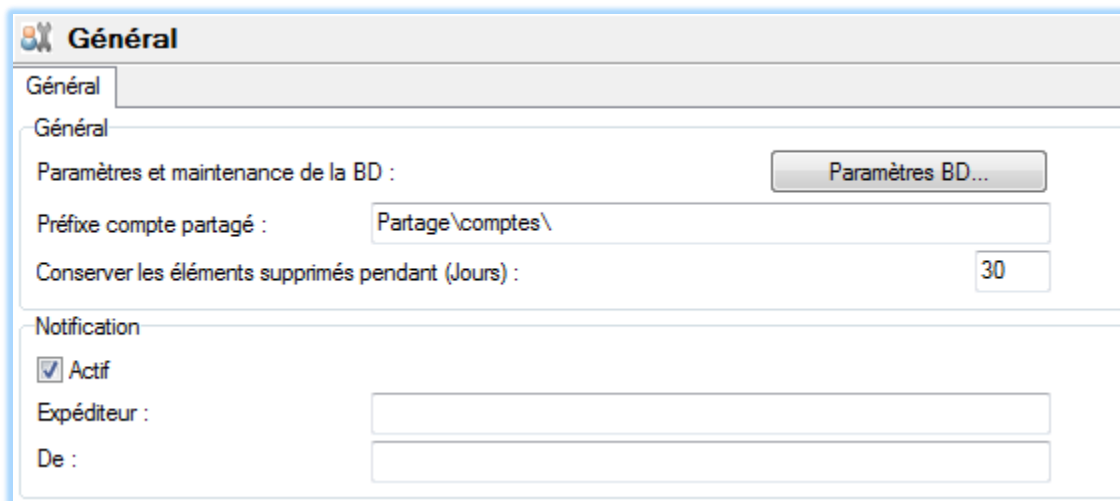 Général
Général
Général
Paramètres et maintenance de la BD : Paramètres BD...
Préfixe compte partagé : Partage\comptes\
Conserver les éléments supprimés pendant (Jours) : 30
Notification
Actif
Expéditeur :
De :